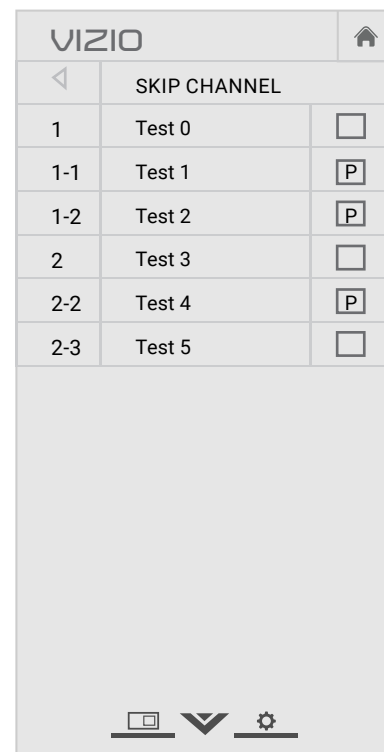 VIZIO
SKIP CHANNEL
1 Test 0
1-1 Test 1 P
1-2 Test 2 P
2 Test 3
2-2 Test 4 P
2-3 Test 5